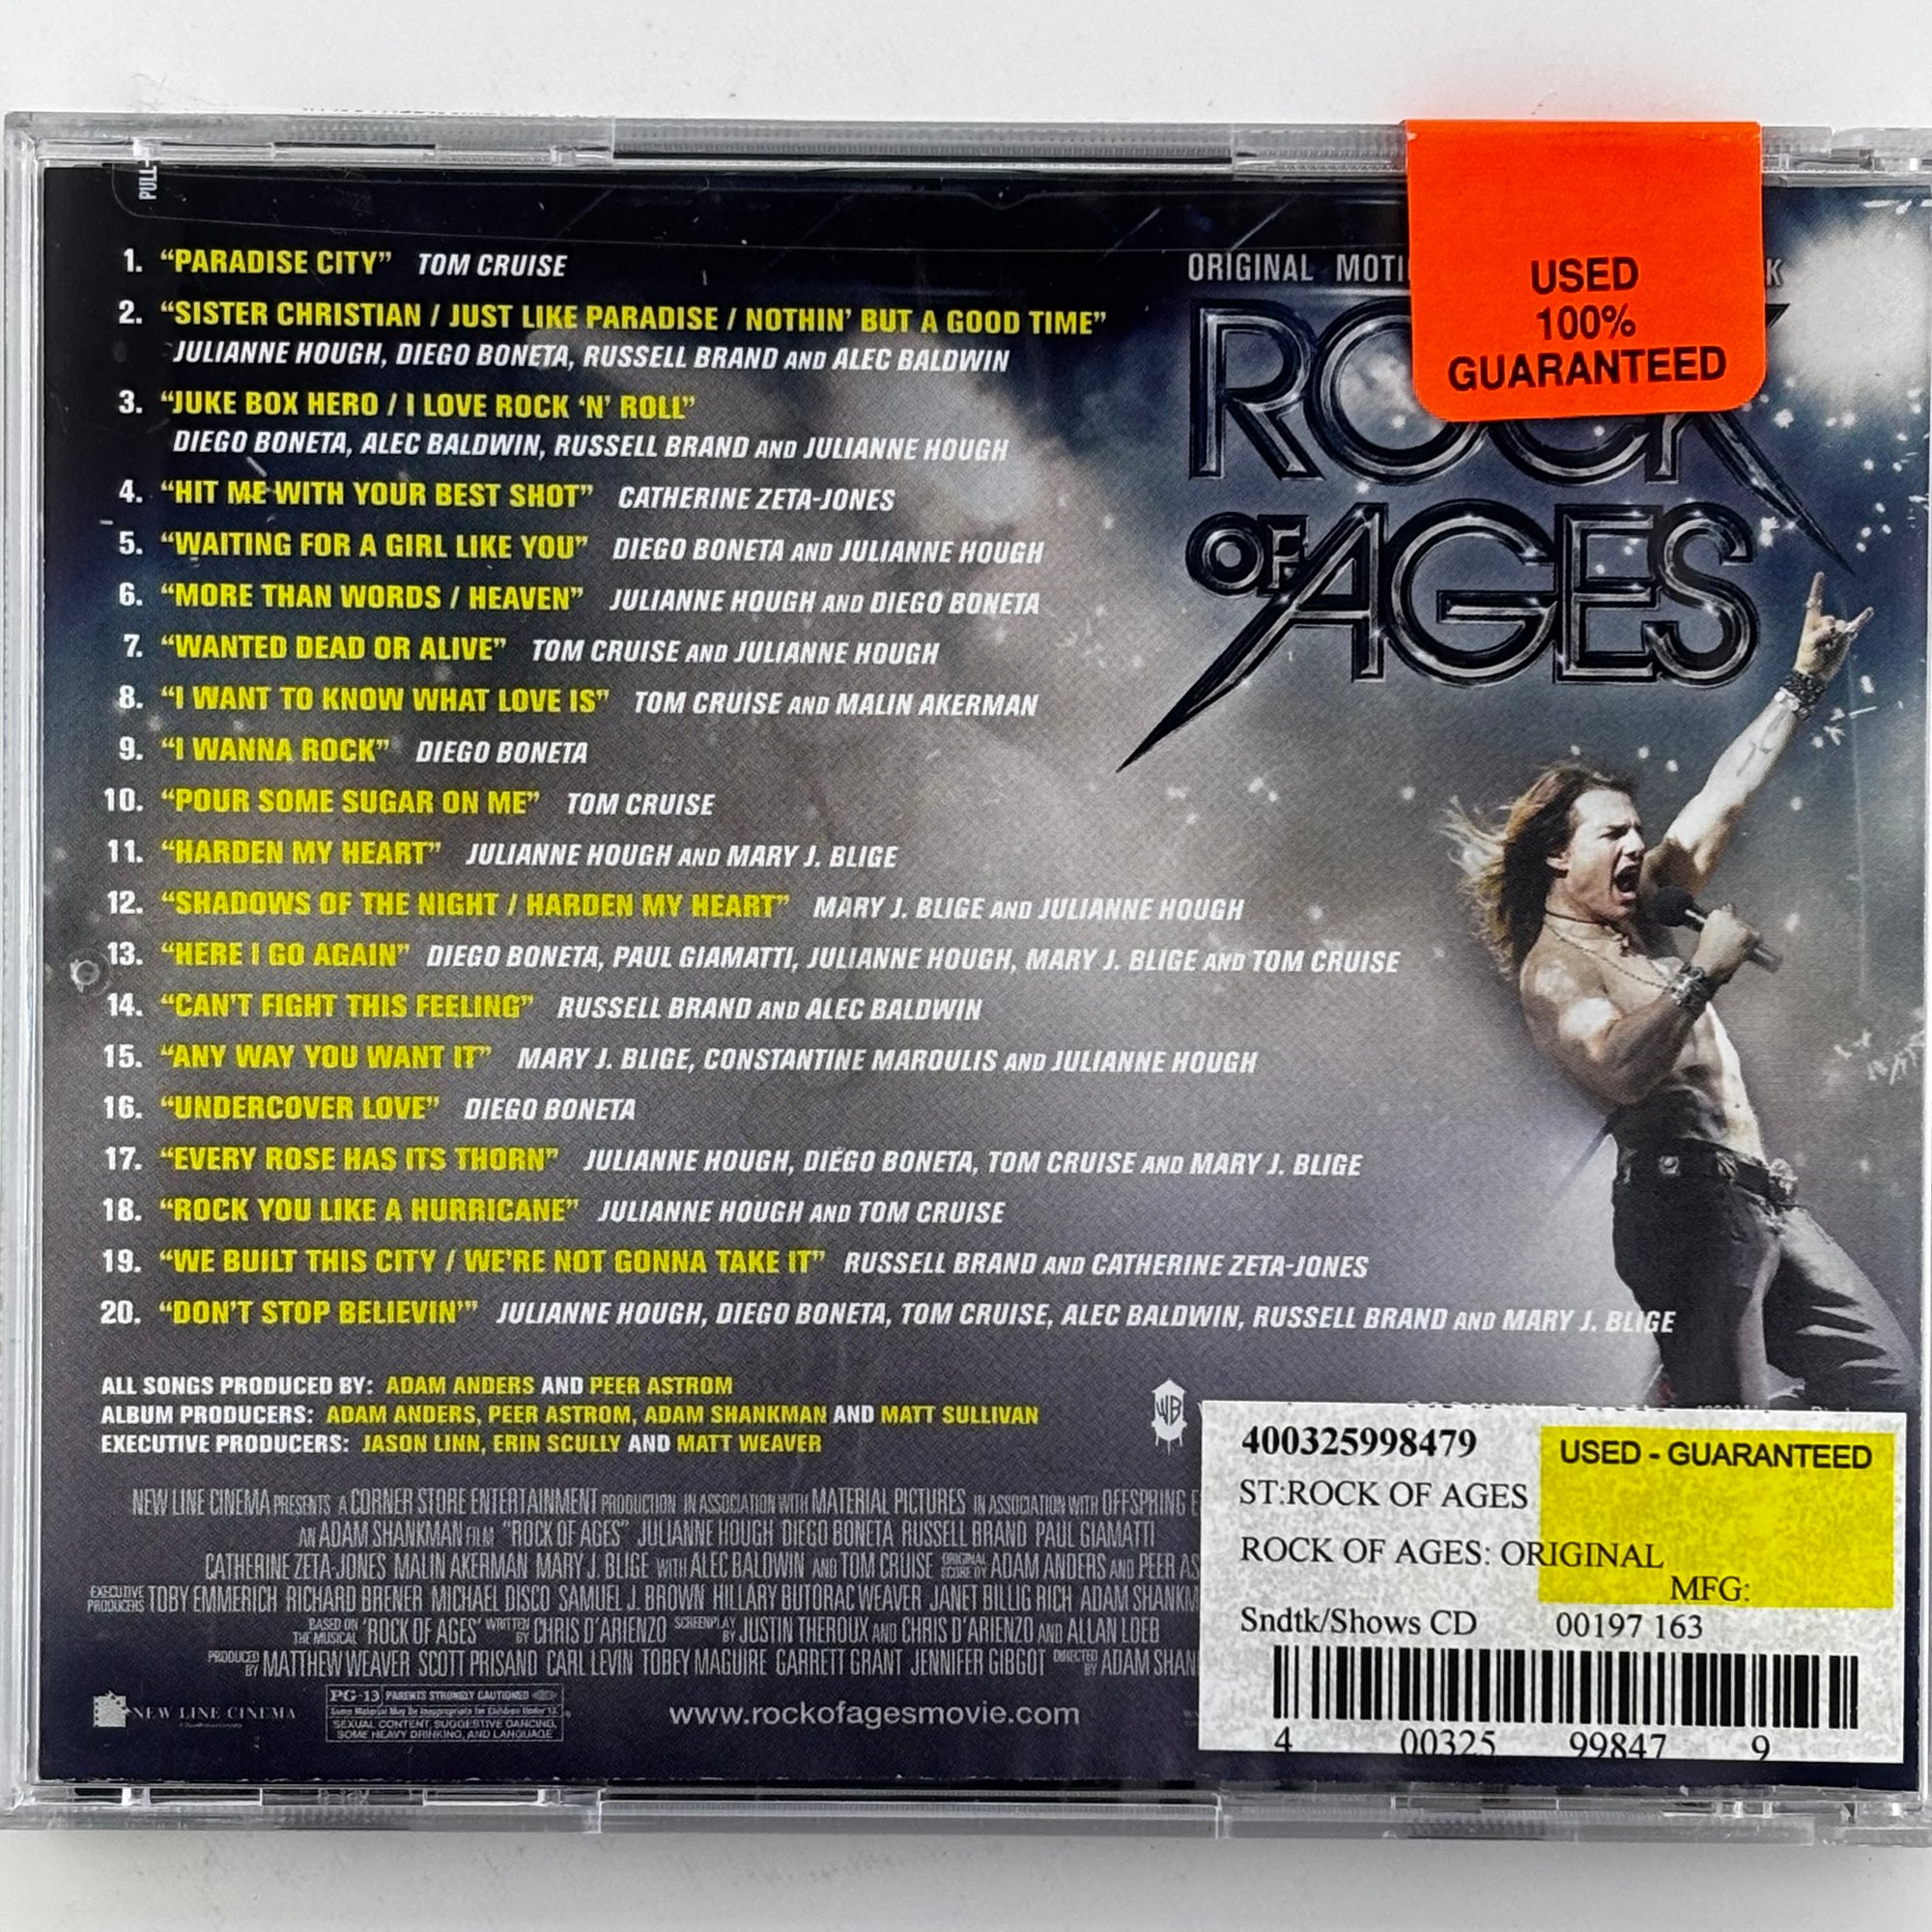 PULL
1. “PARADISE CITY” TOM CRUISE
2. “SISTER CHRISTIAN / JUST LIKE PARADISE / NOTHIN’ BUT A GOOD TIME”
JULIANNE HOUGH, DIEGO BONETA, RUSSELL BRAND AND ALEC BALDWIN
3. “JUKE BOX HERO / I LOVE ROCK ‘N’ ROLL”
DIEGO BONETA, ALEC BALDWIN, RUSSELL BRAND AND JULIANNE HOUGH
4. “HIT ME WITH YOUR BEST SHOT” CATHERINE ZETA-JONES
5. “WAITING FOR A GIRL LIKE YOU” DIEGO BONETA AND JULIANNE HOUGH
6. “MORE THAN WORDS / HEAVEN” JULIANNE HOUGH AND DIEGO BONETA
7. “WANTED DEAD OR ALIVE” TOM CRUISE AND JULIANNE HOUGH
8. “I WANT TO KNOW WHAT LOVE IS” TOM CRUISE AND MALIN AKERMAN
9. “I WANNA ROCK” DIEGO BONETA
10. “POUR SOME SUGAR ON ME” TOM CRUISE
11. “HARDEN MY HEART” JULIANNE HOUGH AND MARY J. BLIGE
12. “SHADOWS OF THE NIGHT / HARDEN MY HEART” MARY J. BLIGE AND JULIANNE HOUGH
13. “HERE I GO AGAIN” DIEGO BONETA, PAUL GIAMATTI, JULIANNE HOUGH, MARY J. BLIGE AND TOM CRUISE
14. “CAN'T FIGHT THIS FEELING” RUSSELL BRAND AND ALEC BALDWIN
15. “ANY WAY YOU WANT IT” MARY J. BLIGE, CONSTANTINE MAROULIS AND JULIANNE HOUGH
16. “UNDERCOVER LOVE” DIEGO BONETA
17. “EVERY ROSE HAS ITS THORN” JULIANNE HOUGH, DIEGO BONETA, TOM CRUISE AND MARY J. BLIGE
18. “ROCK YOU LIKE A HURRICANE” JULIANNE HOUGH AND TOM CRUISE
19. “WE BUILT THIS CITY / WE'RE NOT GONNA TAKE IT” RUSSELL BRAND AND CATHERINE ZETA-JONES
20. “DON'T STOP BELIEVIN'” JULIANNE HOUGH, DIEGO BONETA, TOM CRUISE, ALEC BALDWIN, RUSSELL BRAND AND MARY J. BLIGE
ORIGINAL
ROCK
OF AGES
USED
100%
GUARANTEED
ALL SONGS PRODUCED BY: ADAM ANDERS AND PEER ASTROM
ALBUM PRODUCERS: ADAM ANDERS, PEER ASTROM, ADAM SHANKMAN AND MATT SULLIVAN
EXECUTIVE PRODUCERS: JASON LINN, ERIN SCULLY AND MATT WEAVER
WB
NEW LINE CINEMA PRESENTS A CORNER STORE ENTERTAINMENT PRODUCTION IN ASSOCIATION WITH MATERIAL PICTURES IN ASSOCIATION WITH OFFSPRING
AN ADAM SHANKMAN FILM "ROCK OF AGES" JULIANNE HOUGH DIEGO BONETA RUSSELL BRAND PAUL GIAMATTI
CATHERINE ZETA-JONES MALIN AKERMAN MARY J. BLIGE WITH ALEC BALDWIN AND TOM CRUISE ORIGINAL SCORE BY ADAM ANDERS AND PEER AS
EXECUTIVE PRODUCERS TOBY EMMERICH RICHARD BRENER MICHAEL DISCO SAMUEL J. BROWN HILLARY BUTORAC WEAVER JANET BILLIG RICH ADAM SHANKM
BASED ON THE MUSICAL 'ROCK OF AGES' WRITTEN BY CHRIS D'ARIENZO SCREENPLAY BY JUSTIN THEROUX AND CHRIS D'ARIENZO AND ALLAN LOEB
PRODUCED BY MATTHEW WEAVER SCOTT PRISAND CARL LEVIN TOBEY MAGUIRE GARRETT GRANT JENNIFER GIBGOT DIRECTED BY ADAM SHAN
NEW LINE CINEMA
PG-13 PARENTS STRONGLY CAUTIONED
Some Material May Be Inappropriate for Children Under 13
SEXUAL CONTENT, SUGGESTIVE DANCING,
SOME HEAVY DRINKING, AND LANGUAGE
www.rockofagesmovie.com
400325998479
USED - GUARANTEED
ST:ROCK OF AGES
ROCK OF AGES: ORIGINAL
MFG:
Sndtk/Shows CD 00197 163
4 00325 99847 9